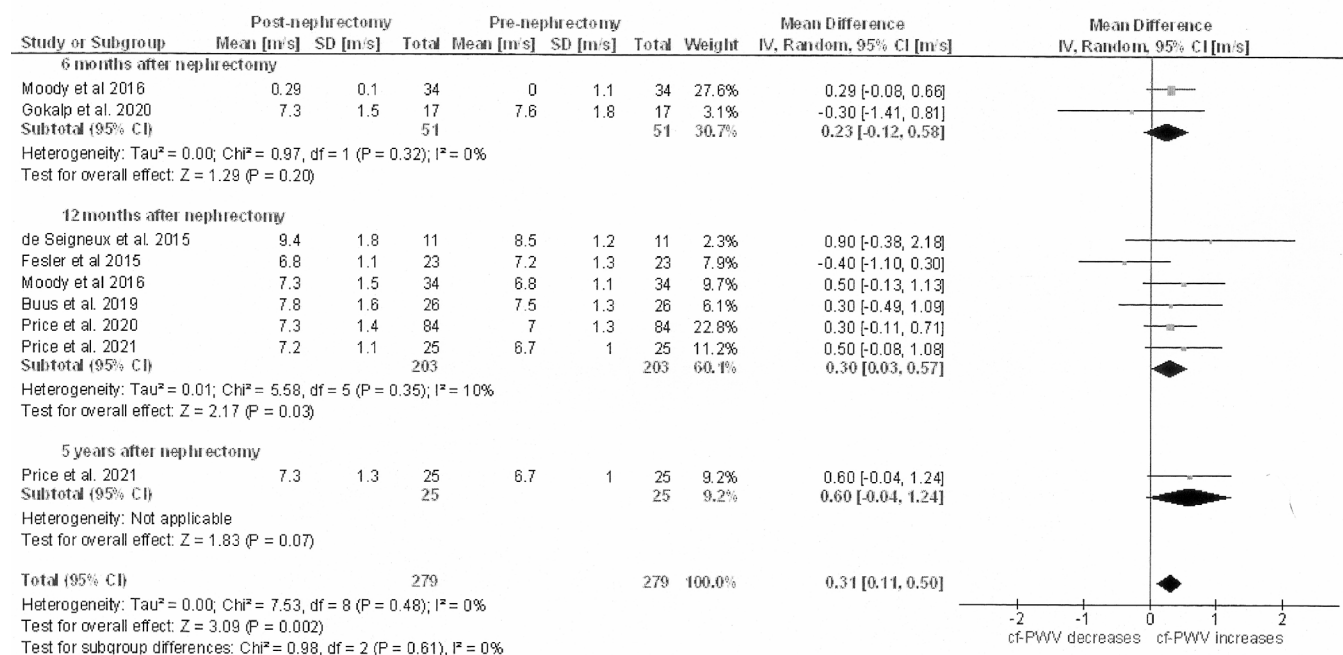 Post-nephrectomy Pre-nephrectomy Mean Difference Mean Difference
Study or Subgroup Mean [m/s] SD [m/s] Total Mean [m/s] SD [m/s] Total Weight IV, Random, 95% CI [m/s] IV, Random, 95% CI [m/s]
6 months after nephrectomy
Moody et al 2016 0.29 0.1 34 0 1.1 34 27.6% 0.29 [-0.08, 0.66]
Gokalp et al. 2020 7.3 1.5 17 7.6 1.8 17 3.1% -0.30 [-1.41, 0.81]
Subtotal (95% CI) 51 51 30.7% 0.23 [-0.12, 0.58]
Heterogeneity: Tau² = 0.00; Chi² = 0.97, df = 1 (P = 0.32); I² = 0%
Test for overall effect: Z = 1.29 (P = 0.20)
12 months after nephrectomy
de Seigneux et al. 2015 9.4 1.8 11 8.5 1.2 11 2.3% 0.90 [-0.38, 2.18]
Fesler et al 2015 6.8 1.1 23 7.2 1.3 23 7.9% -0.40 [-1.10, 0.30]
Moody et al 2016 7.3 1.5 34 6.8 1.1 34 9.7% 0.50 [-0.13, 1.13]
Buus et al. 2019 7.8 1.6 26 7.5 1.3 26 6.1% 0.30 [-0.49, 1.09]
Price et al. 2020 7.3 1.4 84 7 1.3 84 22.8% 0.30 [-0.11, 0.71]
Price et al. 2021 7.2 1.1 25 6.7 1 25 11.2% 0.50 [-0.08, 1.08]
Subtotal (95% CI) 203 203 60.1% 0.30 [0.03, 0.57]
Heterogeneity: Tau² = 0.01; Chi² = 5.58, df = 5 (P = 0.35); I² = 10%
Test for overall effect: Z = 2.17 (P = 0.03)
5 years after nephrectomy
Price et al. 2021 7.3 1.3 25 6.7 1 25 9.2% 0.60 [-0.04, 1.24]
Subtotal (95% CI) 25 25 9.2% 0.60 [-0.04, 1.24]
Heterogeneity: Not applicable
Test for overall effect: Z = 1.83 (P = 0.07)
Total (95% CI) 279 279 100.0% 0.31 [0.11, 0.50]
Heterogeneity: Tau² = 0.00; Chi² = 7.53, df = 8 (P = 0.48); I² = 0%
Test for overall effect: Z = 3.09 (P = 0.002)
Test for subgroup differences: Chi² = 0.98, df = 2 (P = 0.61), I² = 0%
-2 -1 0 1 2
cf-PWV decreases cf-PWV increases